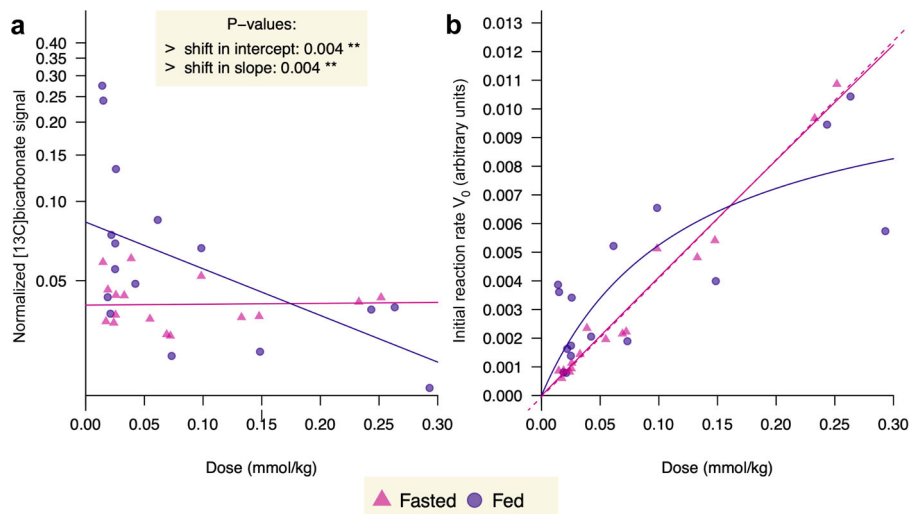 a
P-values:
> shift in intercept: 0.004 **
> shift in slope: 0.004 **
Normalized [13C]bicarbonate signal
0.40
0.35
0.30
0.25
0.20
0.15
0.10
0.05
0.00 0.05 0.10 0.15 0.20 0.25 0.30
Dose (mmol/kg)
b
Initial reaction rate V0 (arbitrary units)
0.013
0.012
0.011
0.010
0.009
0.008
0.007
0.006
0.005
0.004
0.003
0.002
0.001
0.000
0.00 0.05 0.10 0.15 0.20 0.25 0.30
Dose (mmol/kg)
Fasted Fed